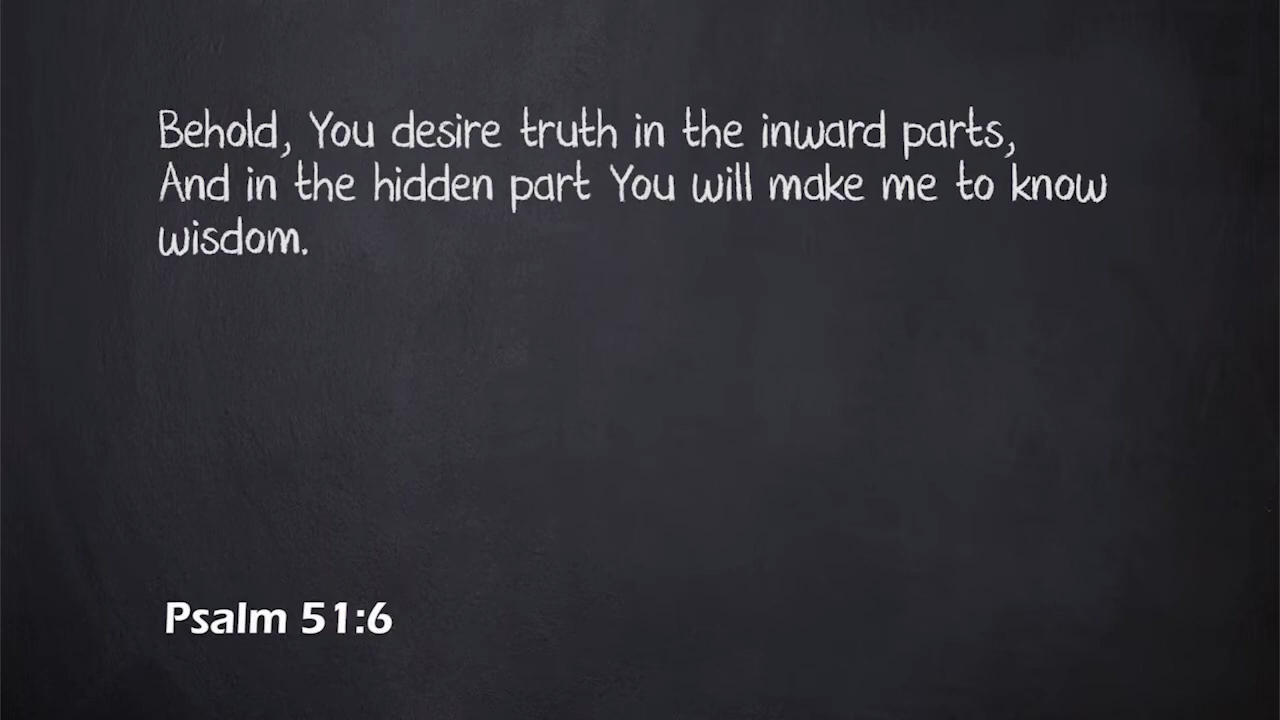 Behold, You desire truth in the inward parts,
And in the hidden part You will make me to know
wisdom.
Psalm 51:6